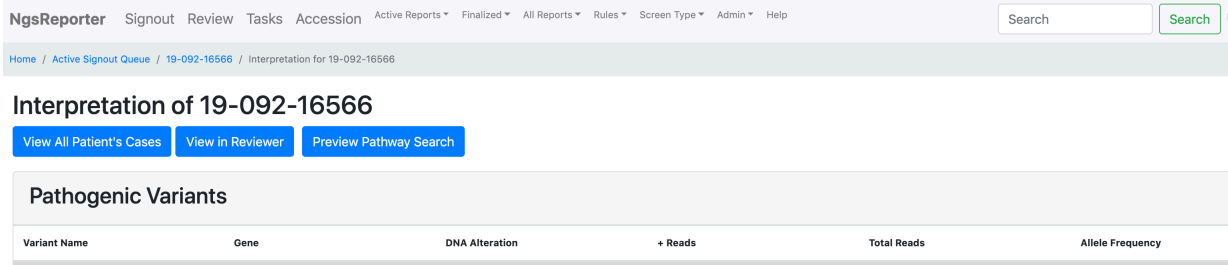 NgsReporter Signout Review Tasks Accession Active Reports Finalized All Reports Rules Screen Type Admin Help Search Search
Home / Active Signout Queue / 19-092-16566 / Interpretation for 19-092-16566
Interpretation of 19-092-16566
View All Patient's Cases View in Reviewer Preview Pathway Search
Pathogenic Variants
Variant Name Gene DNA Alteration + Reads Total Reads Allele Frequency